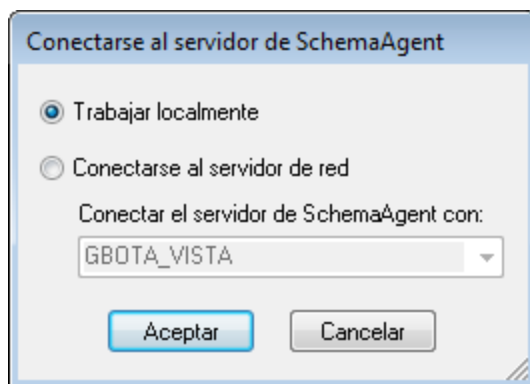 Conectarse al servidor de SchemaAgent
Trabajar localmente
Conectarse al servidor de red
Conectar el servidor de SchemaAgent con:
GBOTA_VISTA
Aceptar Cancelar